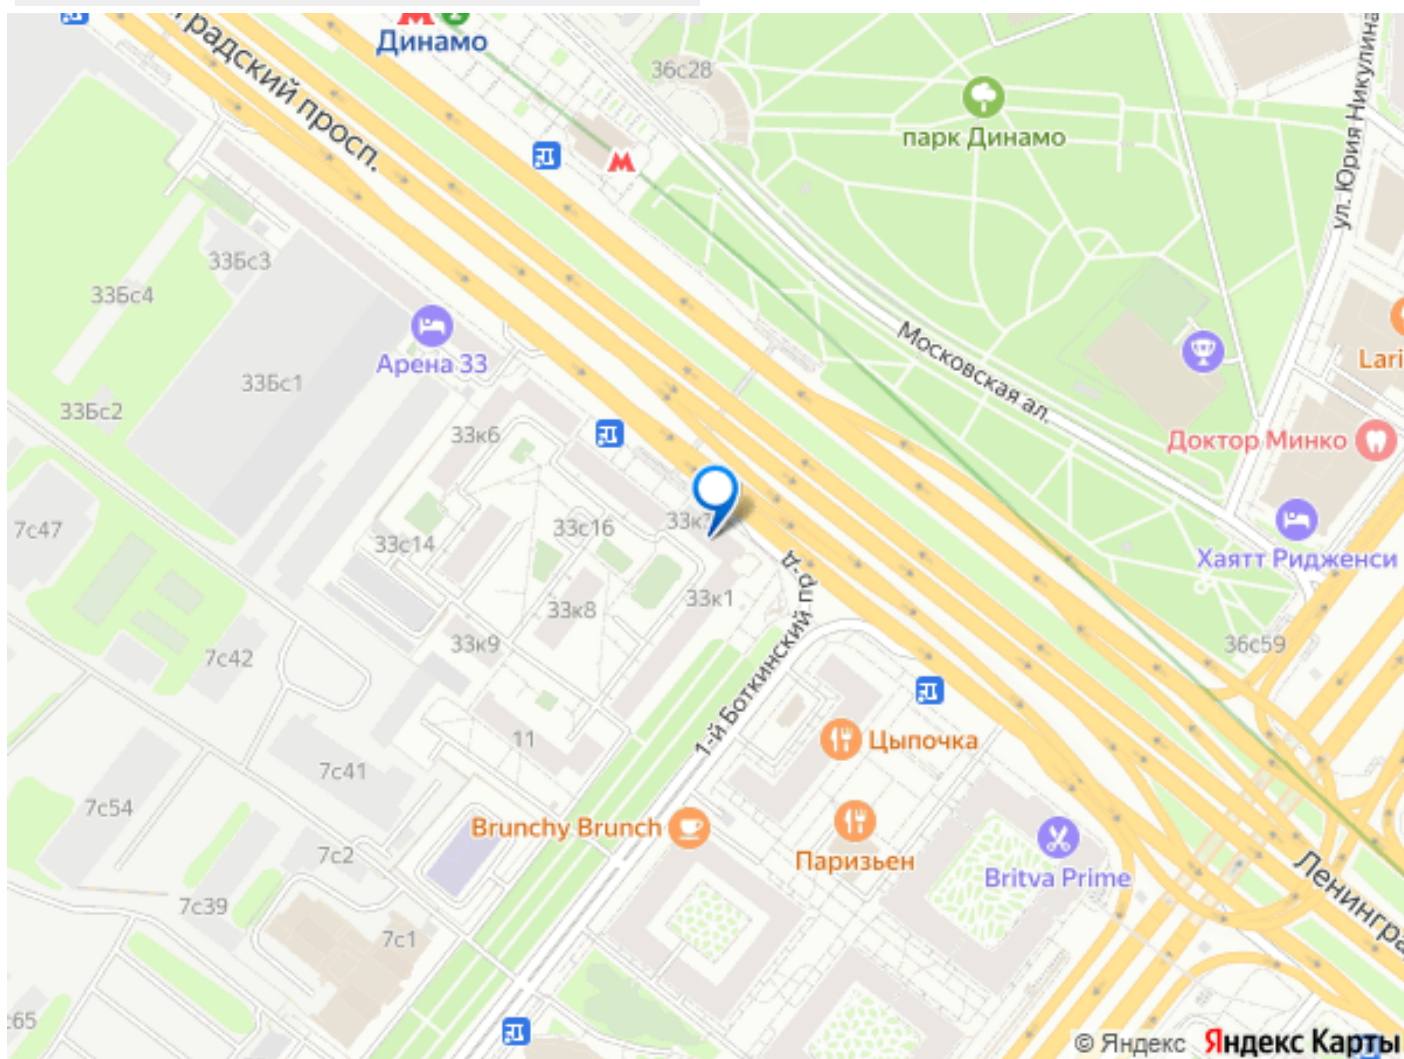 Динамо
36с28
парк Динамо
ул. Юрия Никулина
градский просп.
33Бс3
33Бс4
Арена 33
33Бс1
33Бс2
Московская ал.
Lari
Доктор Минко
33к6
7с47
33с14
33с16
Хаятт Ридженси
33к1
33к8
1-й Боткинский пр-д
33к9
7с42
36с59
11
Цыпочка
7с41
7с54
Brunchy Brunch
7с2
Паризьен
Britva Prime
Ленингра
7с39
7с1
с65
© Яндекс Яндекс Карты